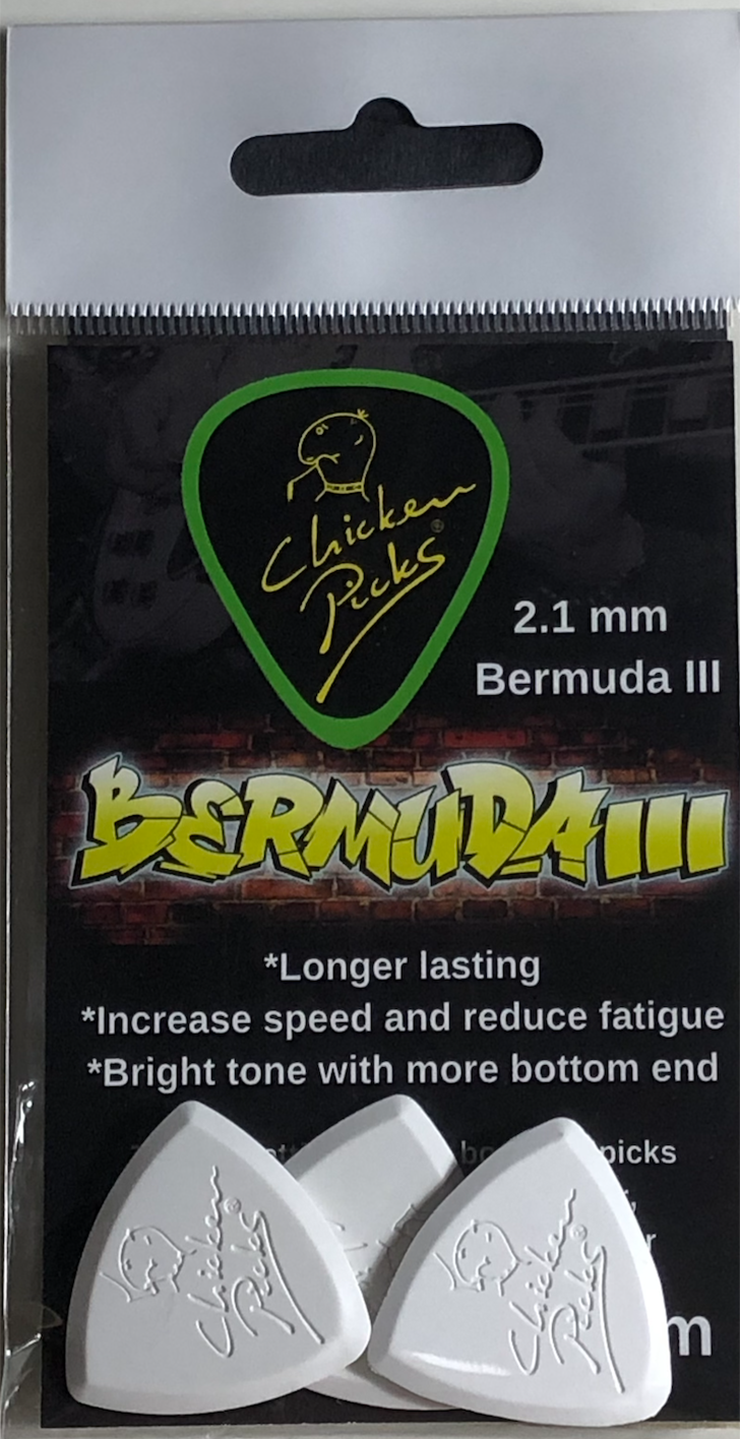 Chicken
Picks®
2.1 mm
Bermuda III
BERMUDA III
*Longer lasting
*Increase speed and reduce fatigue
*Bright tone with more bottom end
picks
Chicken
Picks
Chicken
Picks